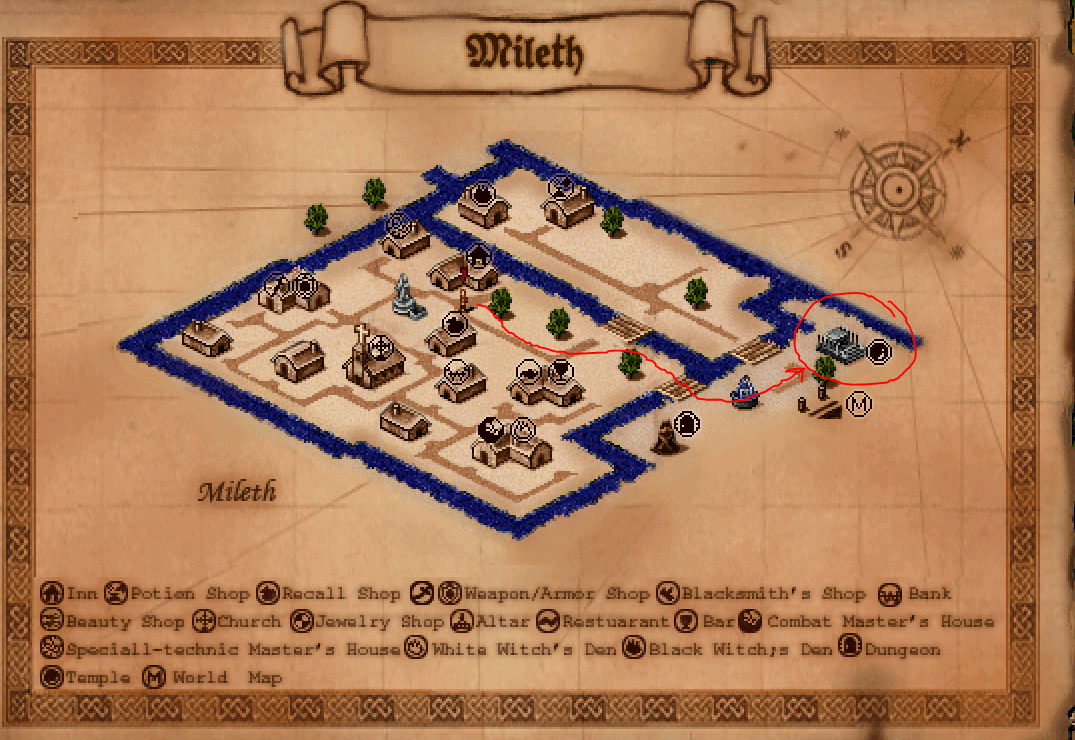 Mileth
N
S
M
Mileth
Inn Potion Shop Recall Shop Weapon/Armor Shop Blacksmith's Shop Bank
Beauty Shop Church Jewelry Shop Altar Restuarant Bar Combat Master's House
Speciall-technic Master's House White Witch's Den Black Witch;s Den Dungeon
Temple M World Map